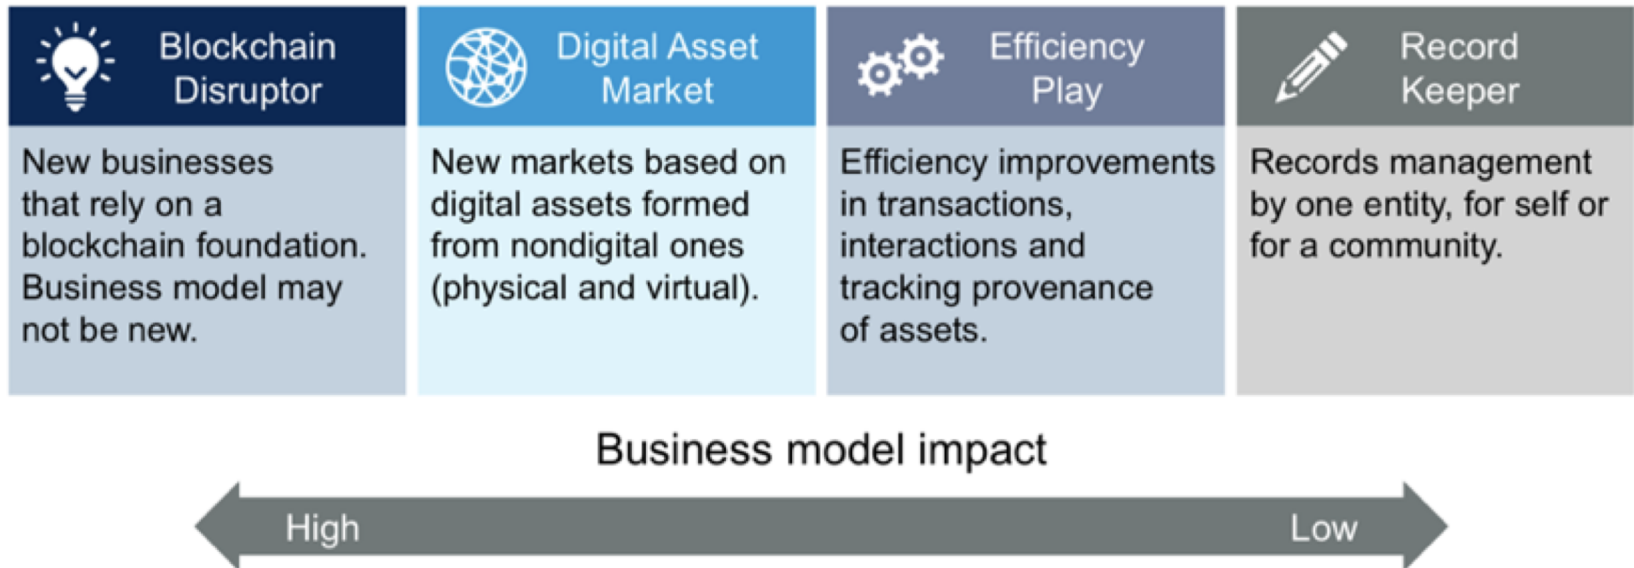 Blockchain
Disruptor
New businesses
that rely on a
blockchain foundation.
Business model may
not be new.
Digital Asset
Market
New markets based on
digital assets formed
from nondigital ones
(physical and virtual).
Efficiency
Play
Efficiency improvements
in transactions,
interactions and
tracking provenance
of assets.
Record
Keeper
Records management
by one entity, for self or
for a community.
Business model impact
High
Low